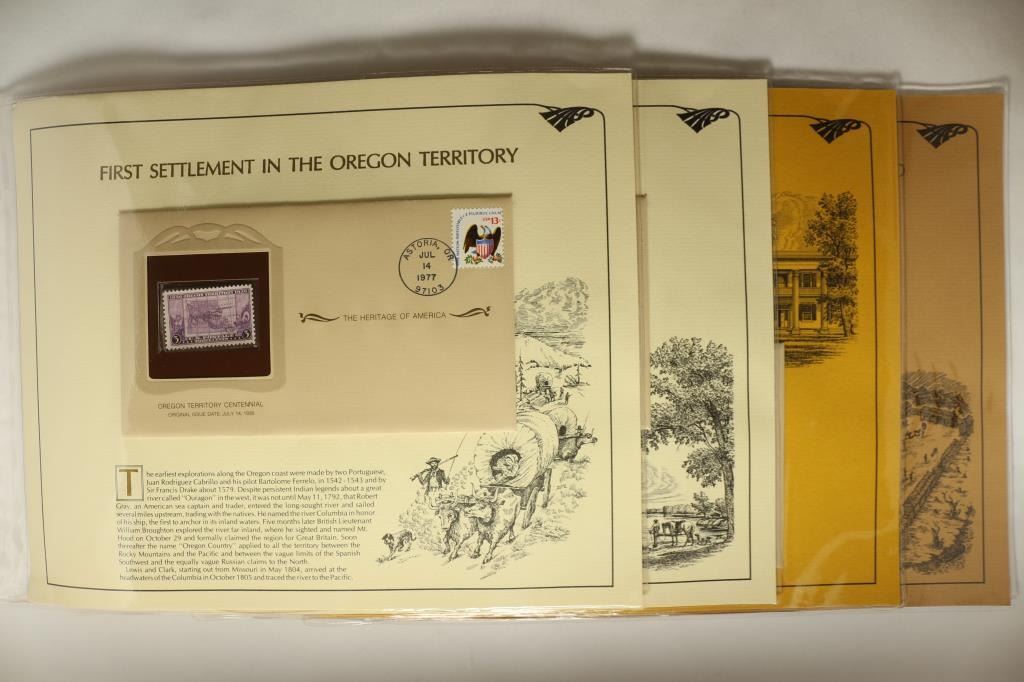 FIRST SETTLEMENT IN THE OREGON TERRITORY
USA 13c
ASTORIA, OR
JUL
14
1977
97103
THE HERITAGE OF AMERICA
OREGON TERRITORY CENTENNIAL
ORIGINAL ISSUE DATE: JULY 14, 1936
The earliest explorations along the Oregon coast were made by two Portuguese,
Juan Rodriguez Cabrillo and his pilot Bartolome Ferrelo, in 1542-1543 and by
Sir Francis Drake about 1579. Despite persistent Indian legends about a great
river called "Ouragon" in the west, it was not until May 11, 1792, that Robert
Gray, an American sea captain and trader, entered the long-sought river and sailed
several miles upstream, trading with the natives. He named the river Columbia in honor
of his ship, the first to anchor in its inland waters. Five months later British Lieutenant
William Broughton explored the river far inland, where he sighted and named Mt.
Hood on October 29 and formally claimed the region for Great Britain. Soon
thereafter the name "Oregon Country" applied to all the territory between the
Rocky Mountains and the Pacific and between the vague limits of the Spanish
Southwest and the equally vague Russian claims to the North.
Lewis and Clark, starting out from Missouri in May 1804, arrived at the
headwaters of the Columbia in October 1805 and traced the river to the Pacific.